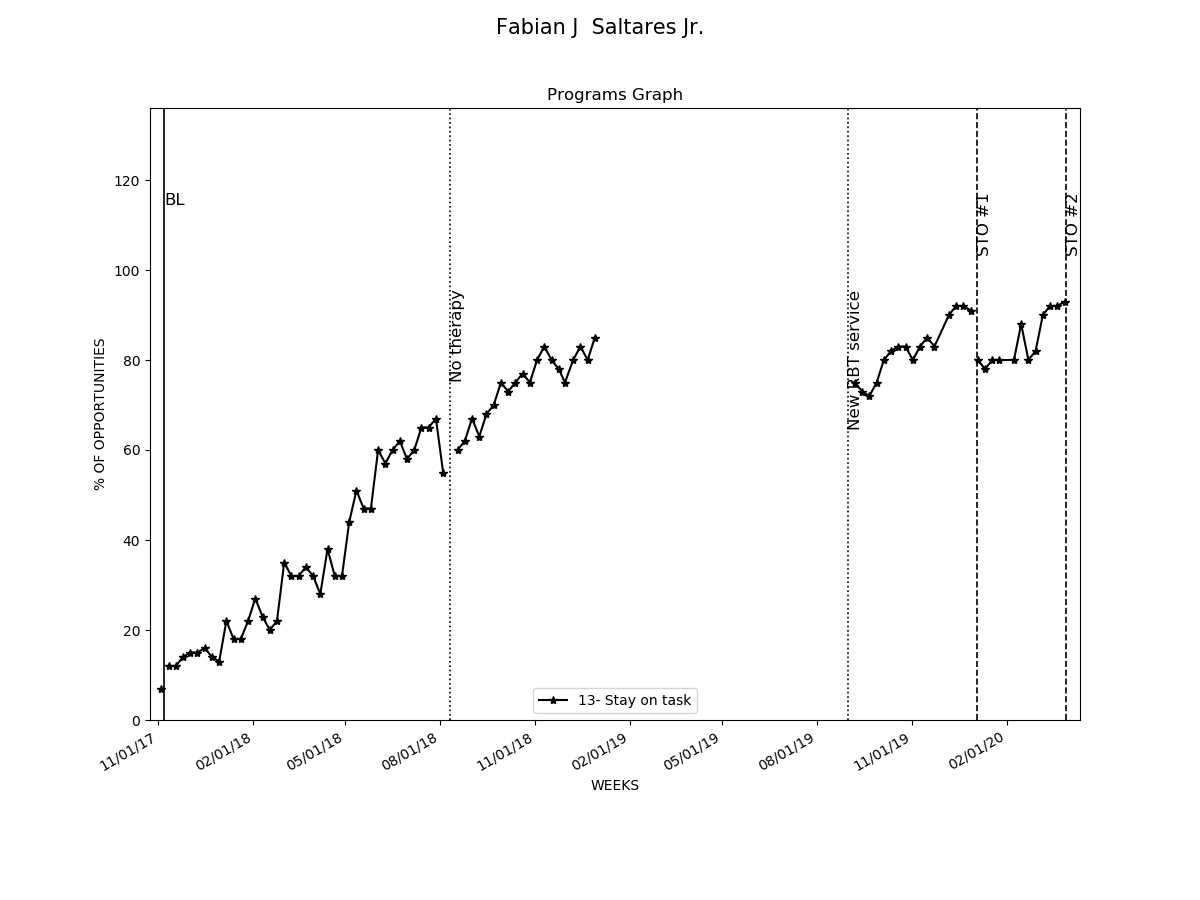 Fabian J  Saltares Jr.
Programs Graph
% OF OPPORTUNITIES
120
100
80
60
40
20
0
BL
No therapy
New RBT service
STO #1
STO #2
13- Stay on task
11/01/17
02/01/18
05/01/18
08/01/18
11/01/18
02/01/19
05/01/19
08/01/19
11/01/19
02/01/20
WEEKS